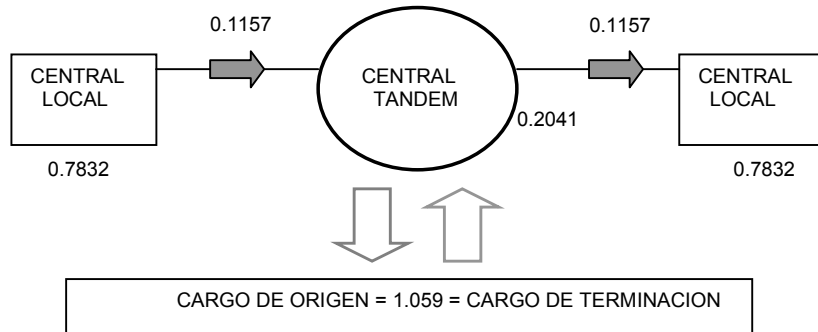 0.1157
0.1157
CENTRAL
LOCAL
CENTRAL
TANDEM
CENTRAL
LOCAL
0.2041
0.7832
0.7832
CARGO DE ORIGEN = 1.059 = CARGO DE TERMINACION